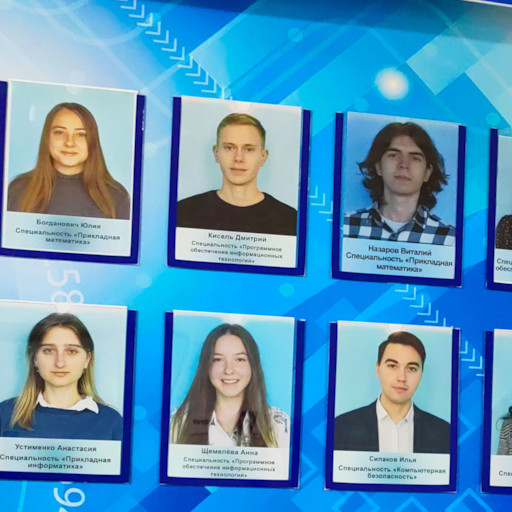 Богданович Юлия
Специальность «Прикладная
математика»
Кисель Дмитрий
Специальность «Программное
обеспечение информационных
технологий»
Назаров Виталий
Специальность «Прикладная
математика»
Устименко Анастасия
Специальность «Прикладная
информатика»
Щемелёва Анна
Специальность «Программное
обеспечение информационных
технологий»
Силаков Илья
Специальность «Компьютерная
безопасность»